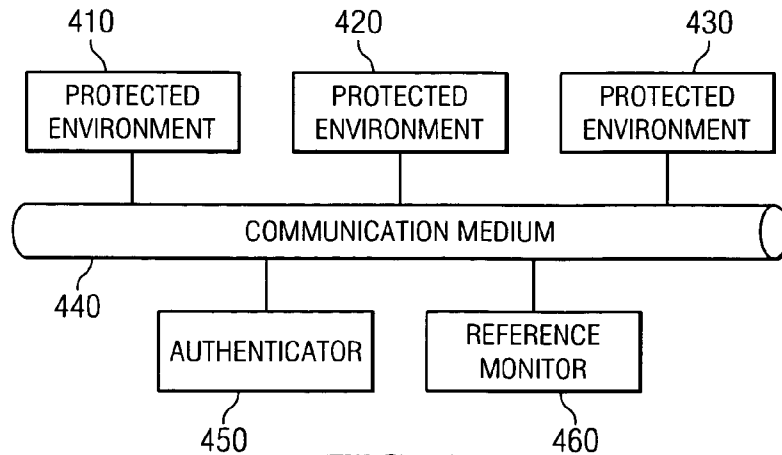 410
420
430
PROTECTED
ENVIRONMENT
PROTECTED
ENVIRONMENT
PROTECTED
ENVIRONMENT
COMMUNICATION MEDIUM
440
AUTHENTICATOR
REFERENCE
MONITOR
450
460